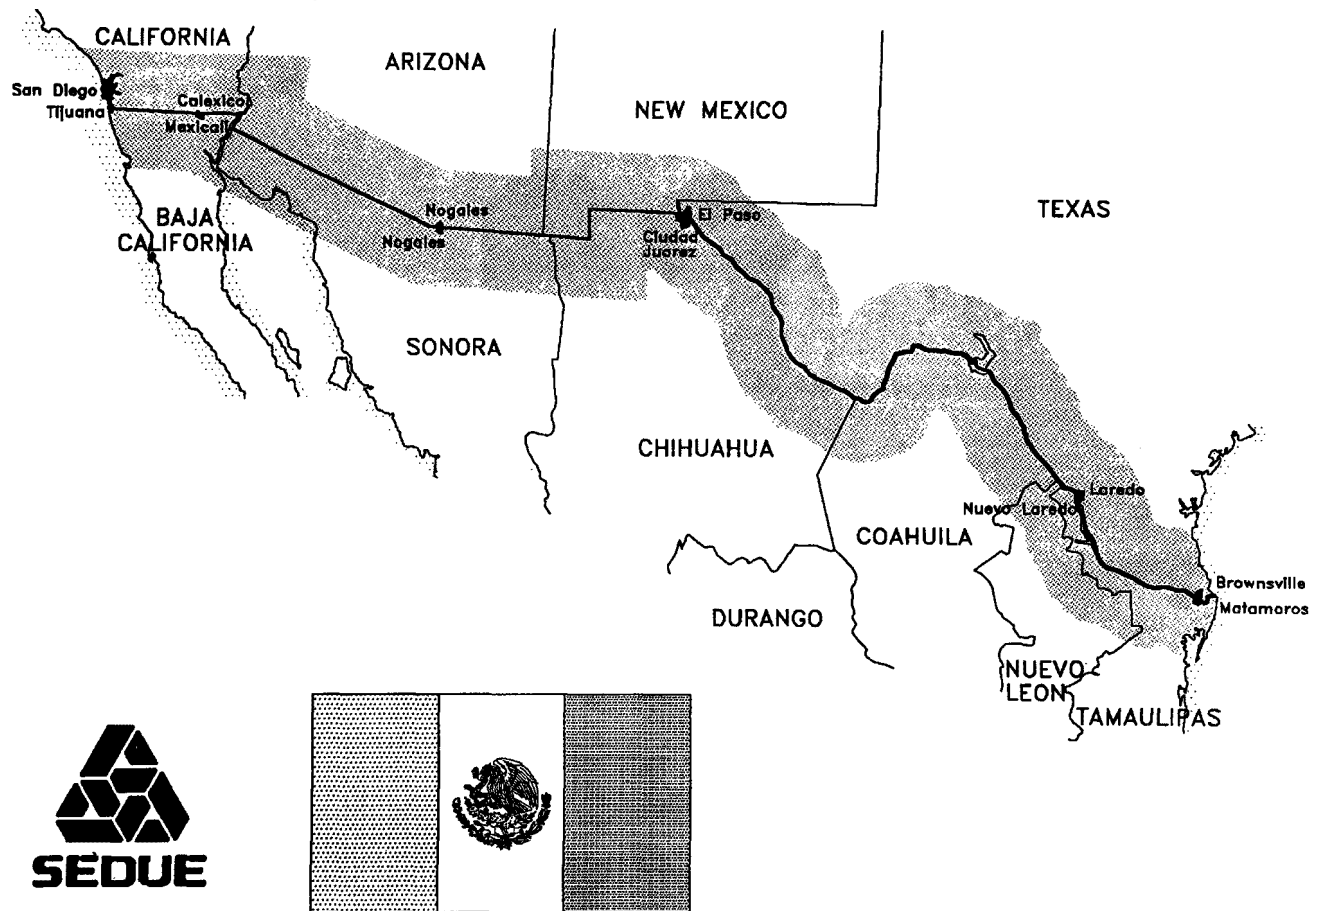 CALIFORNIA
ARIZONA
San Diego
Tijuana
Calexico
Mexicali
NEW MEXICO
TEXAS
BAJA
CALIFORNIA
Nogales
Nogales
El Paso
Ciudad
Juarez
SONORA
CHIHUAHUA
Laredo
Nuevo Laredo
COAHUILA
DURANGO
Brownsville
Matamoros
NUEVO
LEON
TAMAULIPAS
SEDUE